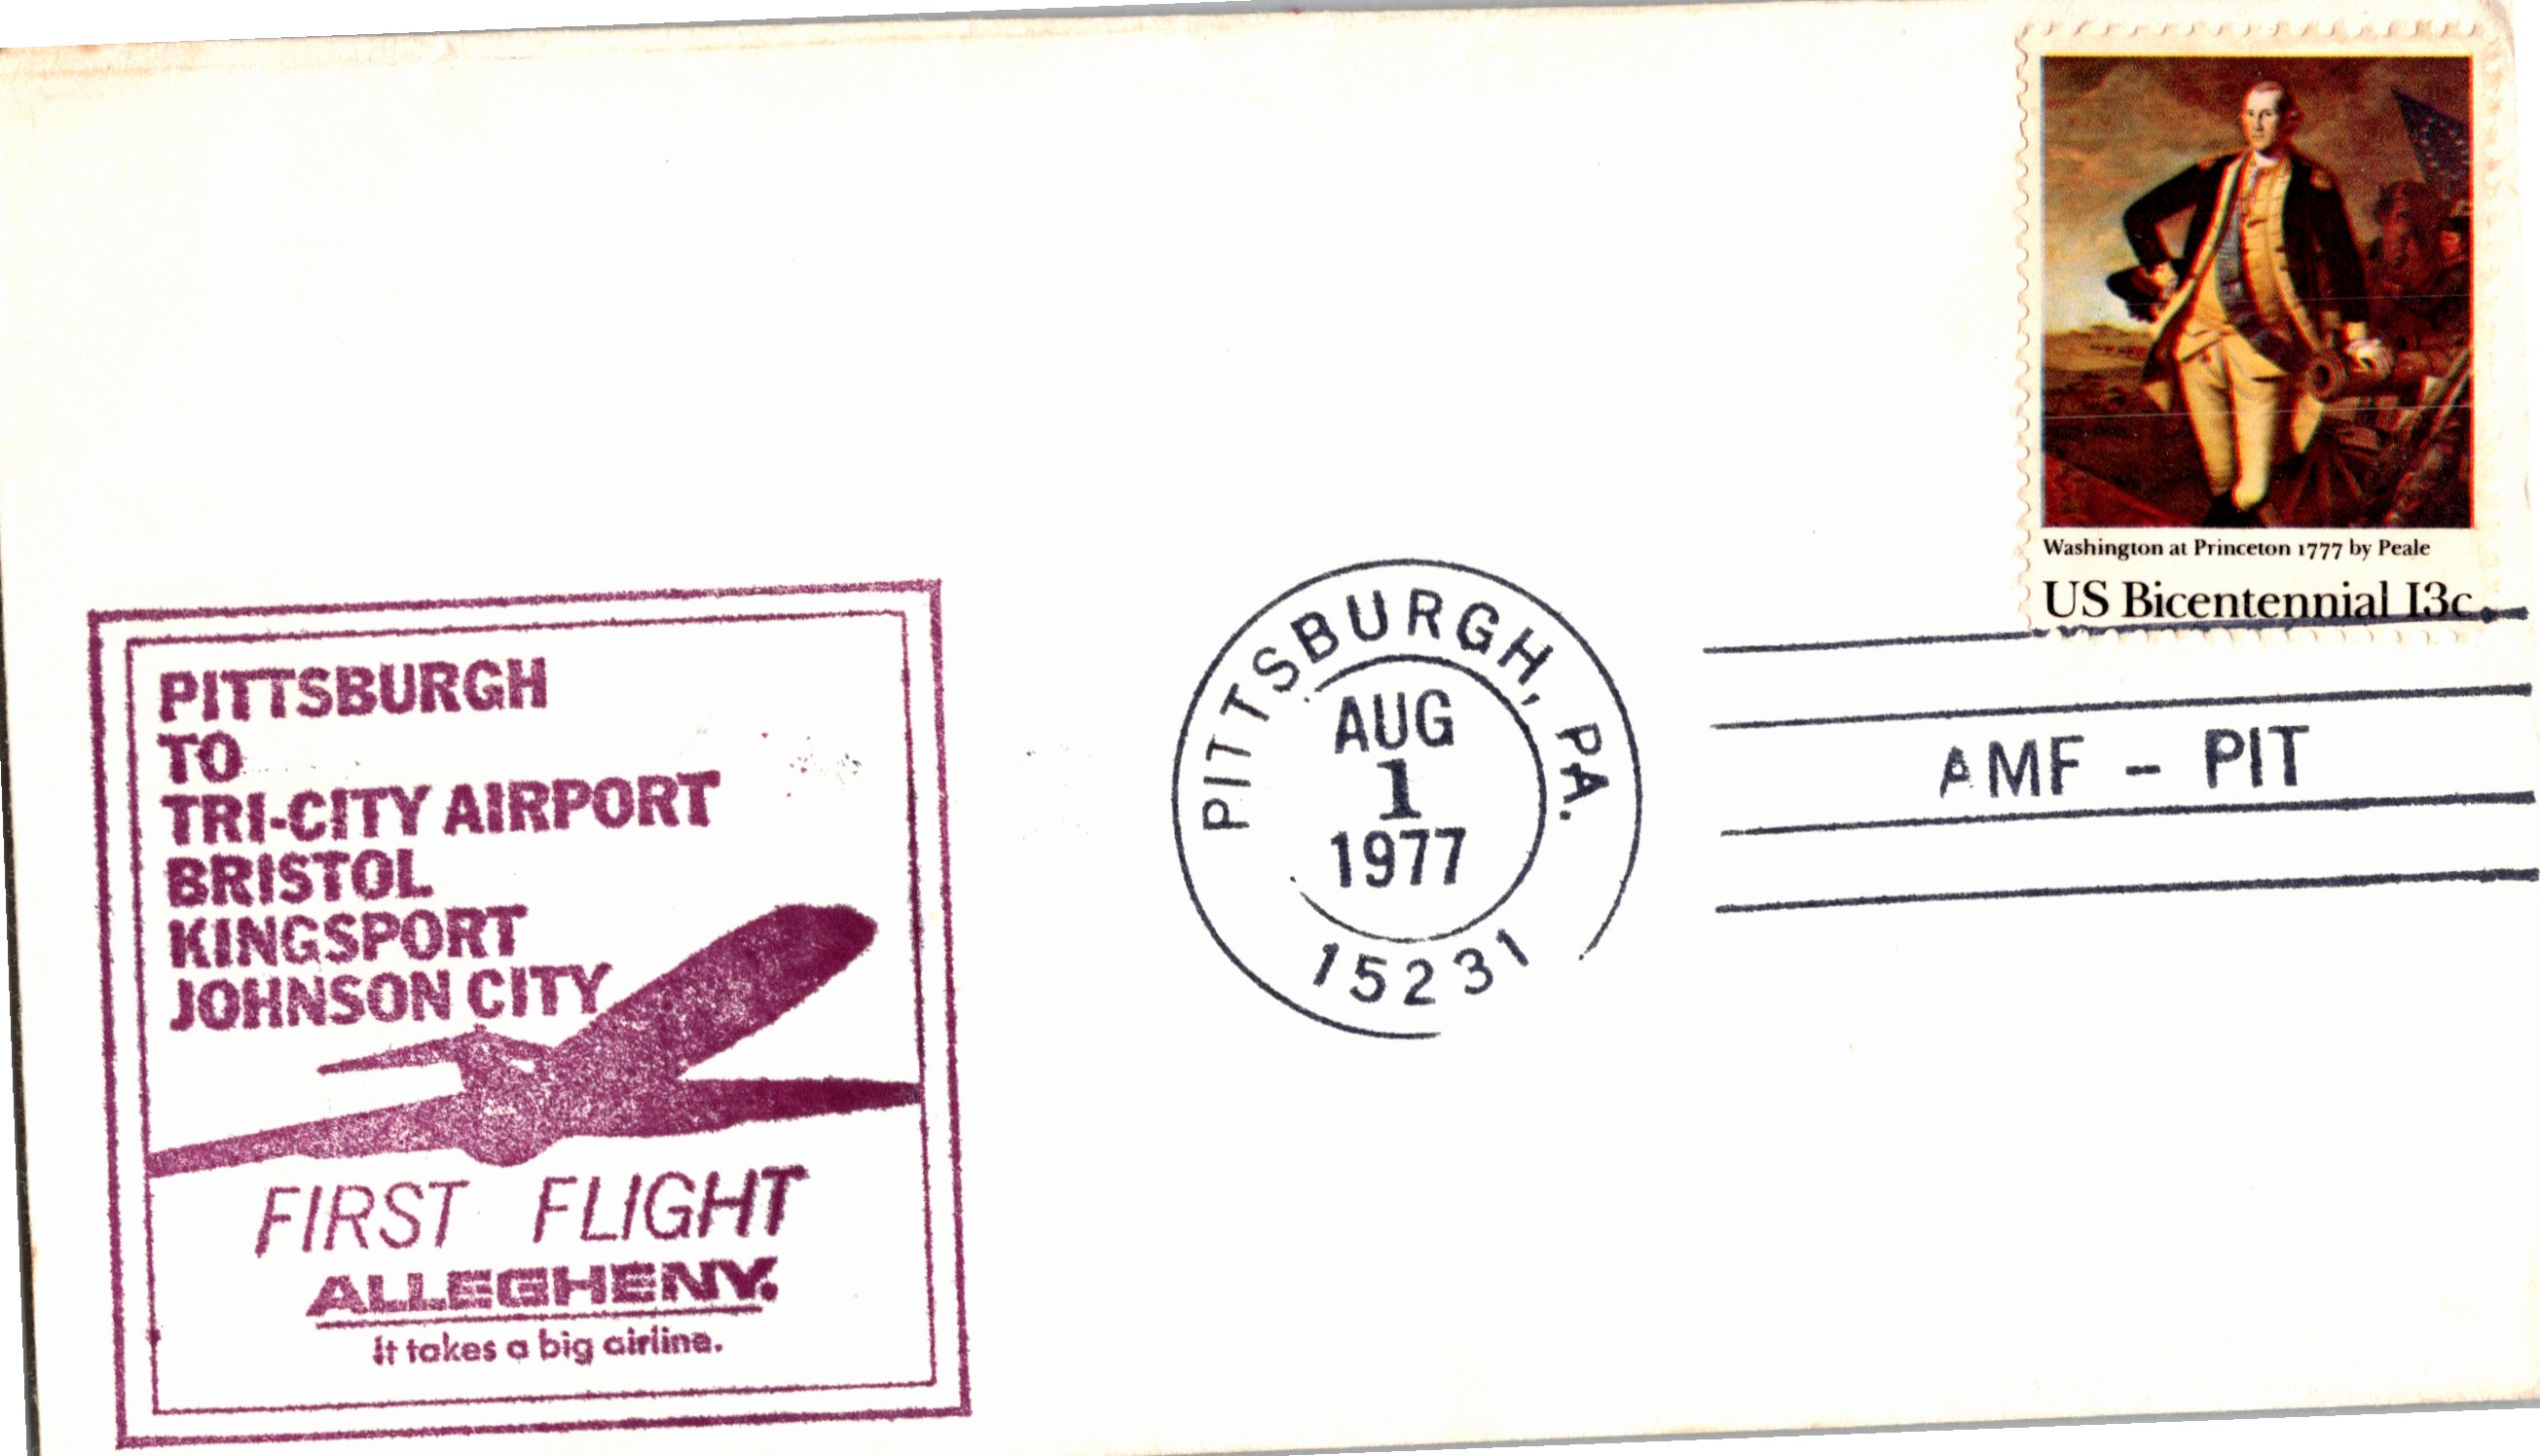 Washington at Princeton 1777 by Peale
US Bicentennial 13c
PITTSBURGH
TO
TRI-CITY AIRPORT
BRISTOL
KINGSPORT
JOHNSON CITY
FIRST FLIGHT
ALLEGHENY.
it takes a big airline.
PITTSBURGH, PA.
AUG
1
1977
15231
AMF - PIT